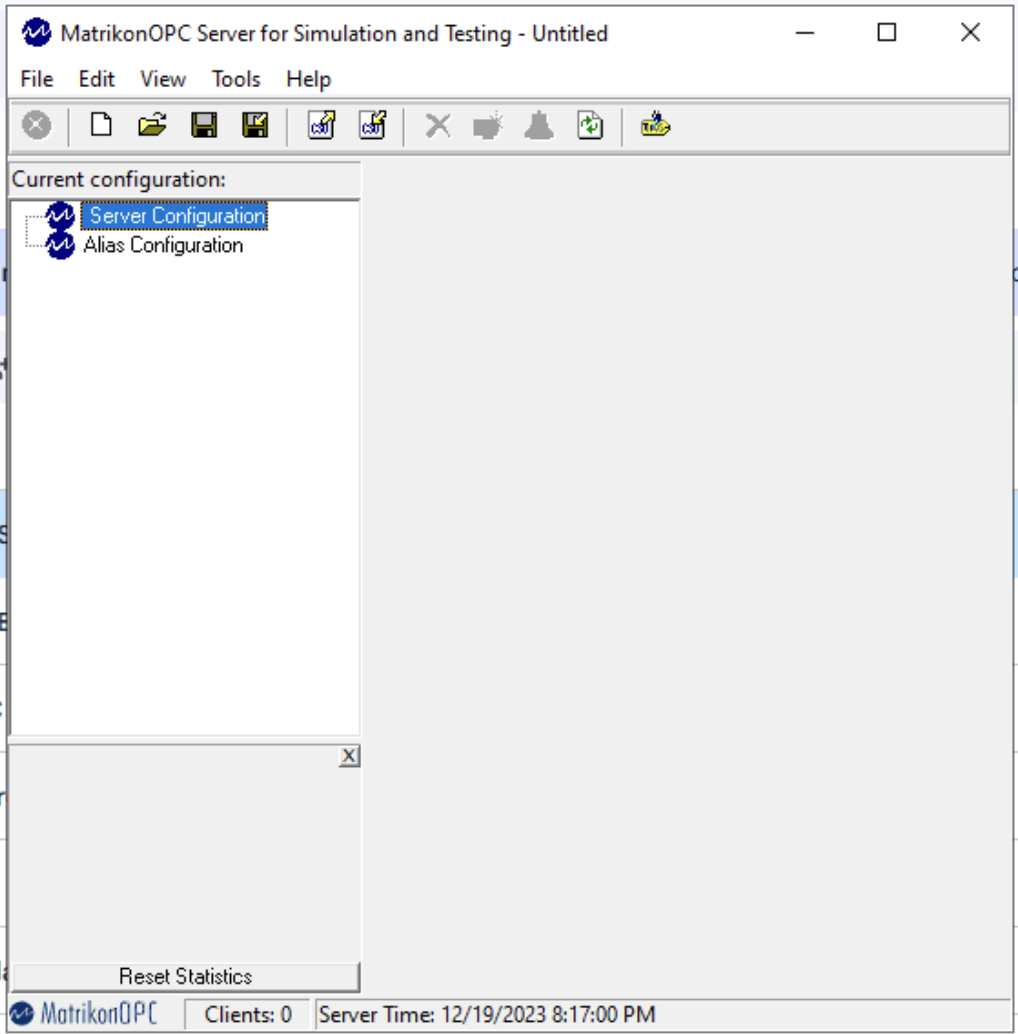 MatrikonOPC Server for Simulation and Testing - Untitled
File Edit View Tools Help
Current configuration:
Server Configuration
Alias Configuration
X
Reset Statistics
MatrikonOPC Clients: 0 Server Time: 12/19/2023 8:17:00 PM